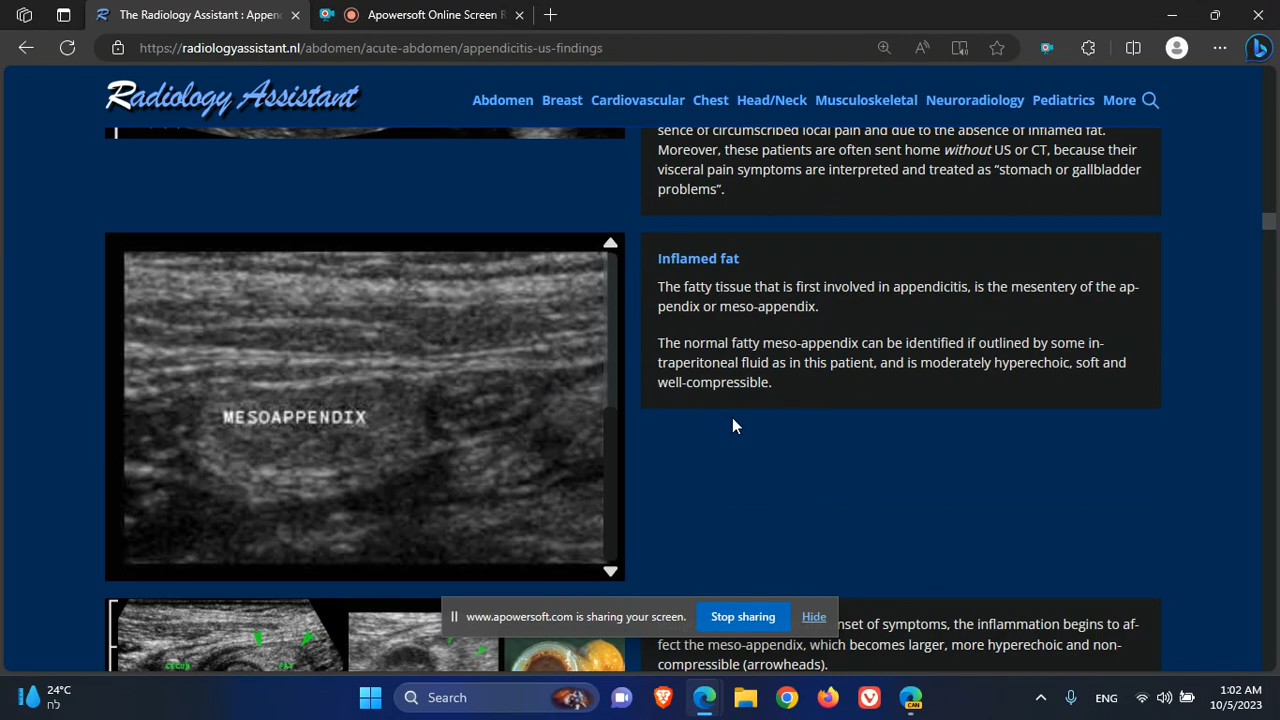 The Radiology Assistant : Appenc
Apowersoft Online Screen R
https://radiologyassistant.nl/abdomen/acute-abdomen/appendicitis-us-findings
Radiology Assistant
Abdomen Breast Cardiovascular Chest Head/Neck Musculoskeletal Neuroradiology Pediatrics More
sence of circumscribed local pain and due to the absence of inflamed fat.
Moreover, these patients are often sent home without US or CT, because their
visceral pain symptoms are interpreted and treated as “stomach or gallbladder
problems”.
Inflamed fat
The fatty tissue that is first involved in appendicitis, is the mesentery of the ap-
pendix or meso-appendix.
The normal fatty meso-appendix can be identified if outlined by some in-
traperitoneal fluid as in this patient, and is moderately hyperechoic, soft and
well-compressible.
MESOAPPENDIX
www.apowersoft.com is sharing your screen.
Stop sharing
Hide
nset of symptoms, the inflammation begins to af-
fect the meso-appendix, which becomes larger, more hyperechoic and non-
compressible (arrowheads).
CECUM
FAT
24°C
לח
Search
CAN
ENG
1:02 AM
10/5/2023